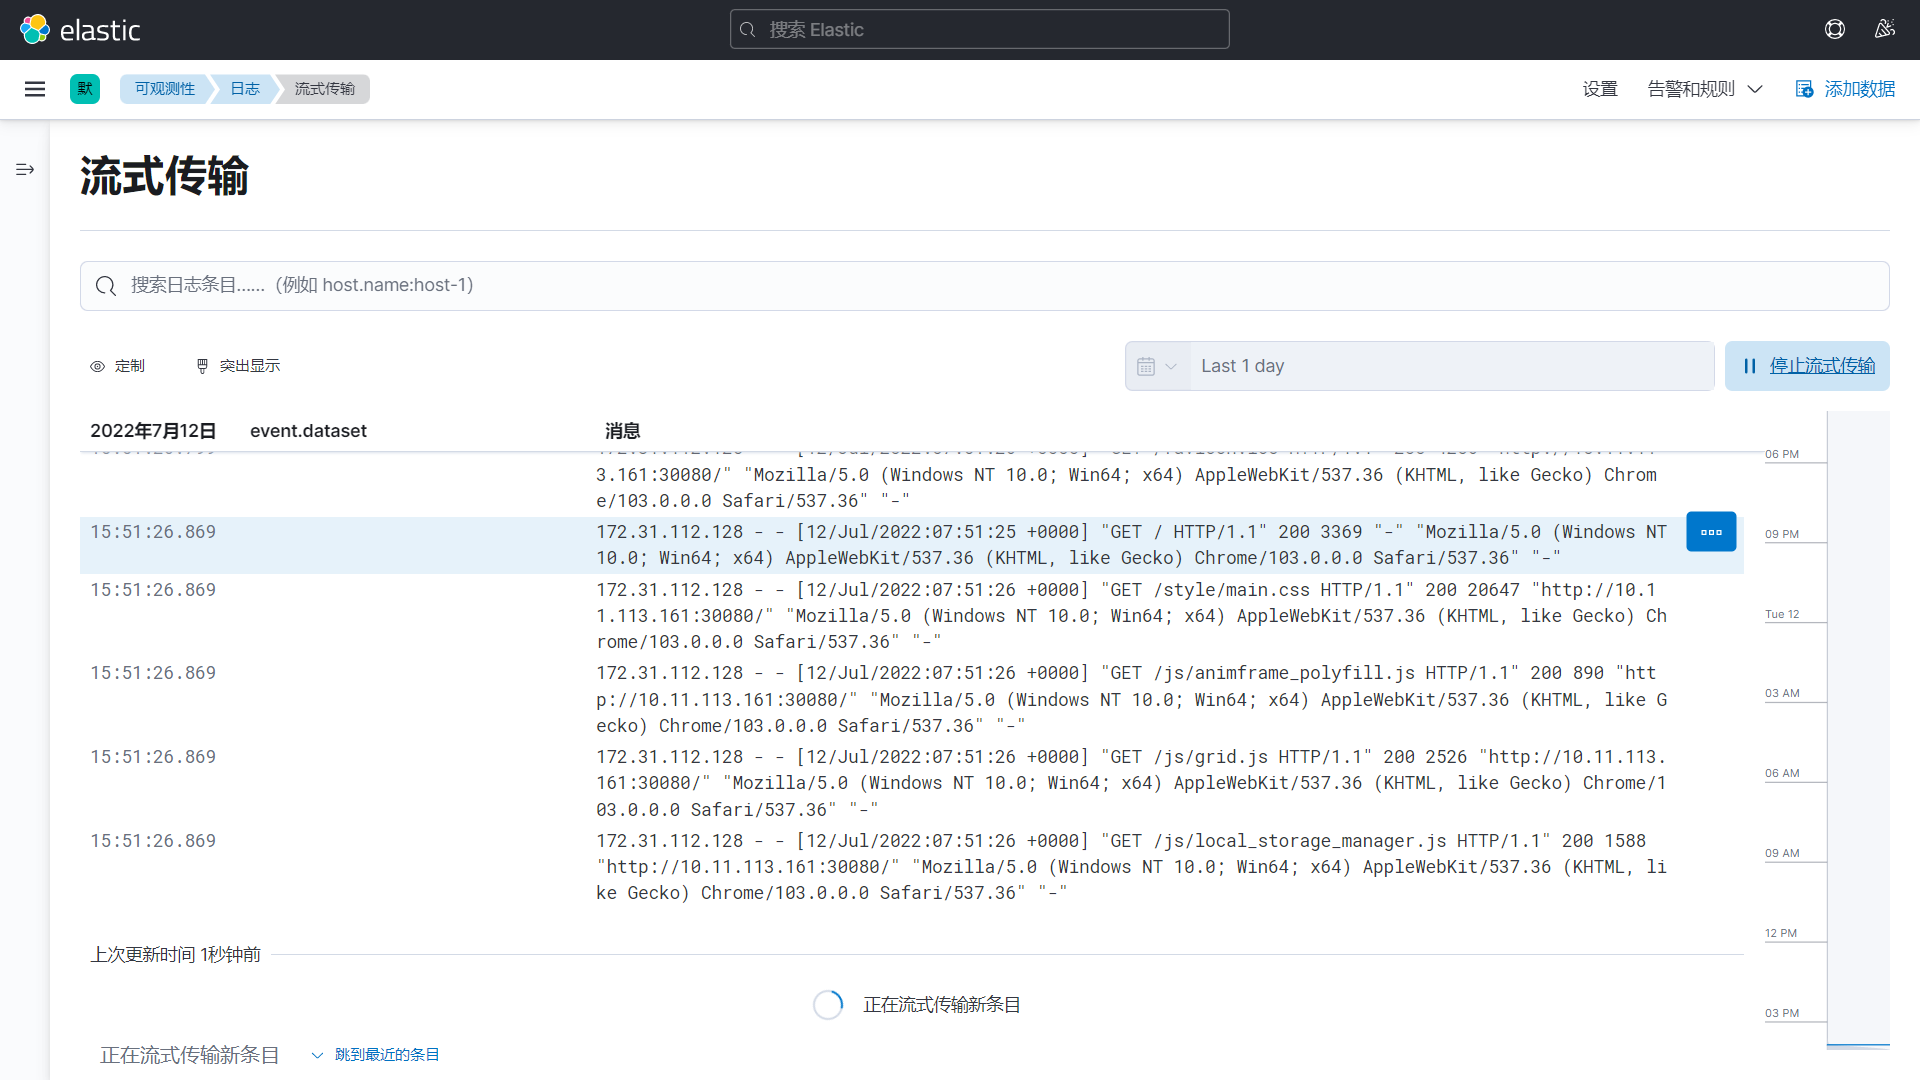 elastic
搜索 Elastic
默
可观测性
日志
流式传输
设置
告警和规则
添加数据
流式传输
搜索日志条目……（例如 host.name:host-1）
定制
突出显示
Last 1 day
停止流式传输
2022年7月12日
event.dataset
消息
3.161:30080/" "Mozilla/5.0 (Windows NT 10.0; Win64; x64) AppleWebKit/537.36 (KHTML, like Gecko) Chrom
e/103.0.0.0 Safari/537.36" "-"
15:51:26.869
172.31.112.128 - - [12/Jul/2022:07:51:25 +0000] "GET / HTTP/1.1" 200 3369 "-" "Mozilla/5.0 (Windows NT
10.0; Win64; x64) AppleWebKit/537.36 (KHTML, like Gecko) Chrome/103.0.0.0 Safari/537.36" "-"
15:51:26.869
172.31.112.128 - - [12/Jul/2022:07:51:26 +0000] "GET /style/main.css HTTP/1.1" 200 20647 "http://10.1
1.113.161:30080/" "Mozilla/5.0 (Windows NT 10.0; Win64; x64) AppleWebKit/537.36 (KHTML, like Gecko) Ch
rome/103.0.0.0 Safari/537.36" "-"
15:51:26.869
172.31.112.128 - - [12/Jul/2022:07:51:26 +0000] "GET /js/animframe_polyfill.js HTTP/1.1" 200 890 "htt
p://10.11.113.161:30080/" "Mozilla/5.0 (Windows NT 10.0; Win64; x64) AppleWebKit/537.36 (KHTML, like G
ecko) Chrome/103.0.0.0 Safari/537.36" "-"
15:51:26.869
172.31.112.128 - - [12/Jul/2022:07:51:26 +0000] "GET /js/grid.js HTTP/1.1" 200 2526 "http://10.11.113.
161:30080/" "Mozilla/5.0 (Windows NT 10.0; Win64; x64) AppleWebKit/537.36 (KHTML, like Gecko) Chrome/1
03.0.0.0 Safari/537.36" "-"
15:51:26.869
172.31.112.128 - - [12/Jul/2022:07:51:26 +0000] "GET /js/local_storage_manager.js HTTP/1.1" 200 1588
"http://10.11.113.161:30080/" "Mozilla/5.0 (Windows NT 10.0; Win64; x64) AppleWebKit/537.36 (KHTML, li
ke Gecko) Chrome/103.0.0.0 Safari/537.36" "-"
06 PM
09 PM
Tue 12
03 AM
06 AM
09 AM
12 PM
03 PM
上次更新时间 1秒钟前
正在流式传输新条目
正在流式传输新条目
跳到最近的条目